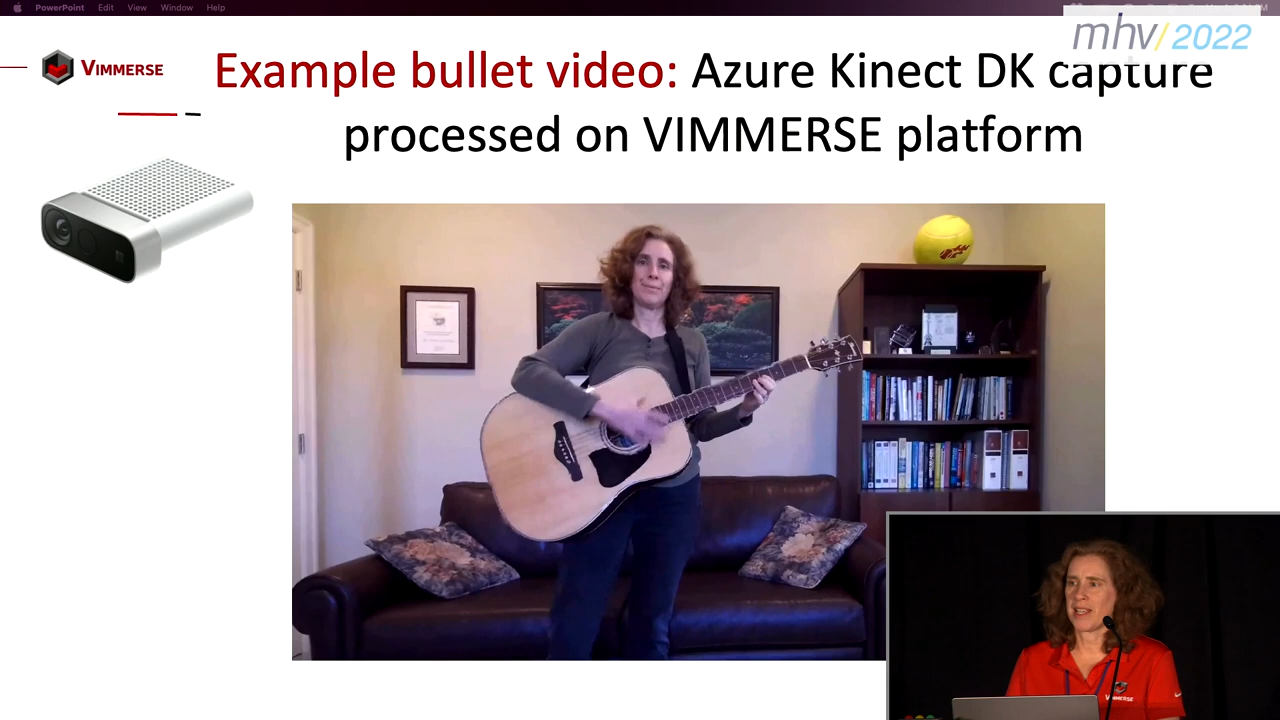 PowerPoint Edit View Window Help
mhv/2022
VIMMERSE
Example bullet video: Azure Kinect DK capture
processed on VIMMERSE platform
VIMMERSE